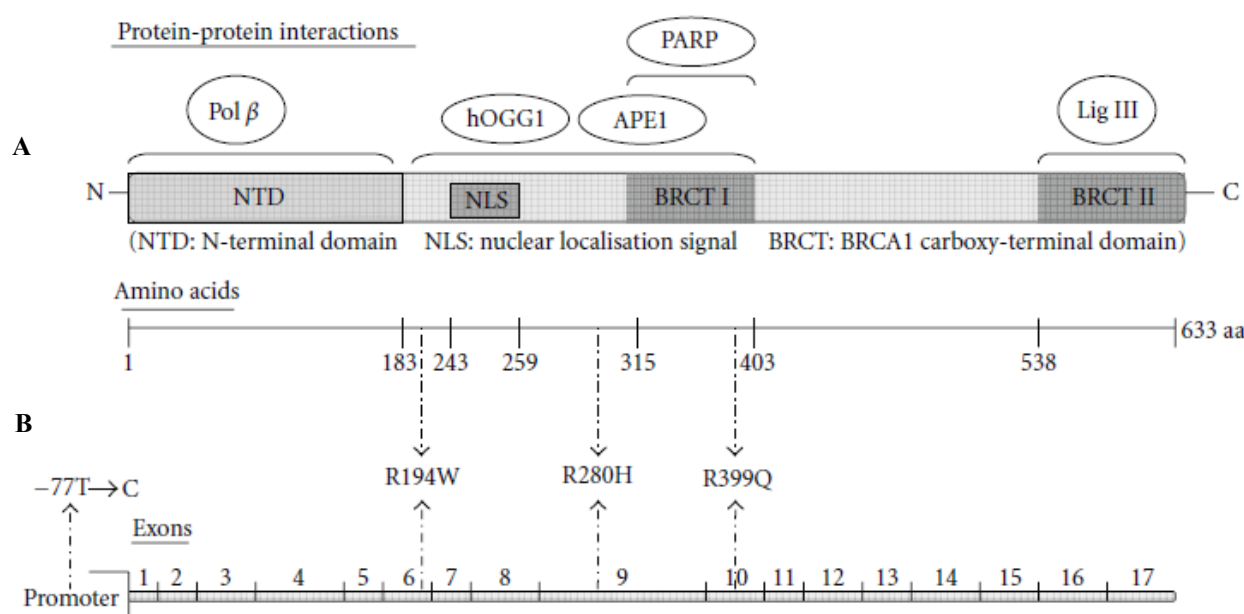 Protein-protein interactions
PARP
Pol β
hOGG1
APE1
Lig III
A
N
NTD
NLS
BRCT I
BRCT II
C
(NTD: N-terminal domain NLS: nuclear localisation signal BRCT: BRCA1 carboxy-terminal domain)
Amino acids
633 aa
1 183 243 259 315 403 538
B
R194W R280H R399Q
−77T→C
Exons
1 2 3 4 5 6 7 8 9 10 11 12 13 14 15 16 17
Promoter